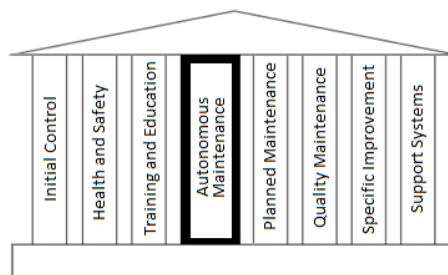 Initial Control
Health and Safety
Training and Education
Autonomous
Maintenance
Planned Maintenance
Quality Maintenance
Specific Improvement
Support Systems